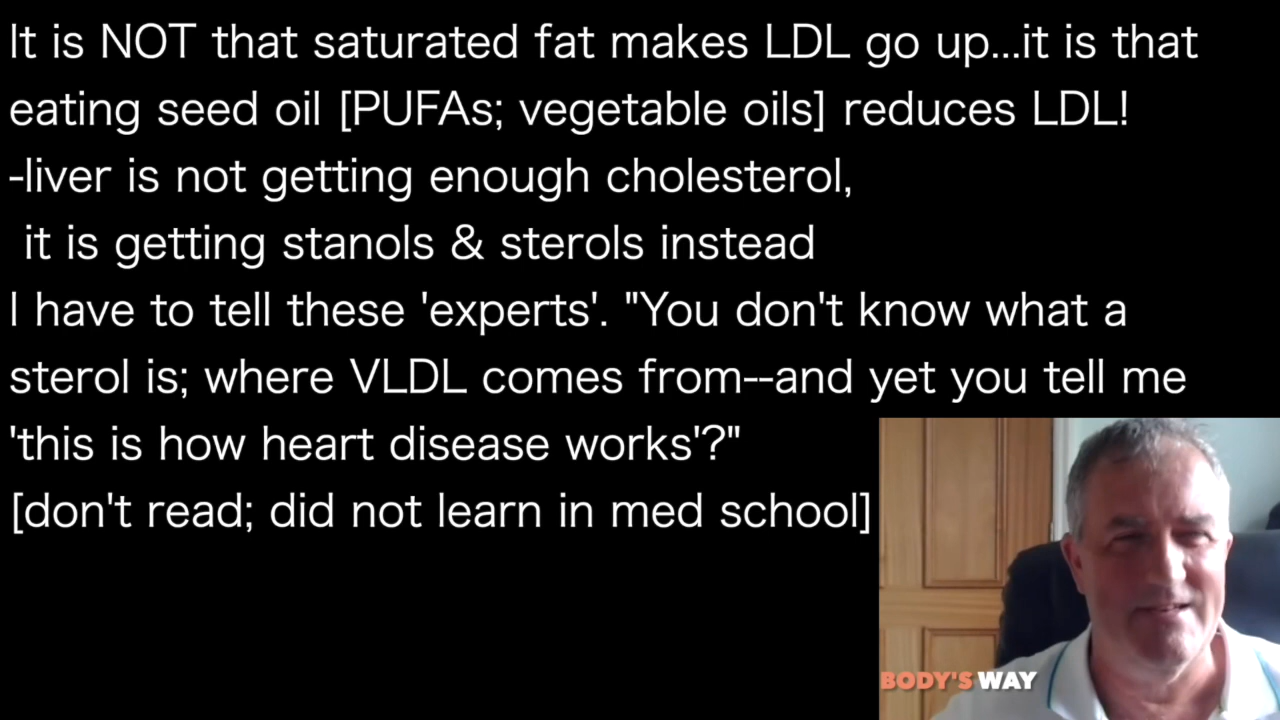 It is NOT that saturated fat makes LDL go up...it is that
eating seed oil [PUFAs; vegetable oils] reduces LDL!
-liver is not getting enough cholesterol,
it is getting stanols & sterols instead
I have to tell these 'experts'. "You don't know what a
sterol is; where VLDL comes from--and yet you tell me
'this is how heart disease works'?"
[don't read; did not learn in med school]
BODY'S WAY